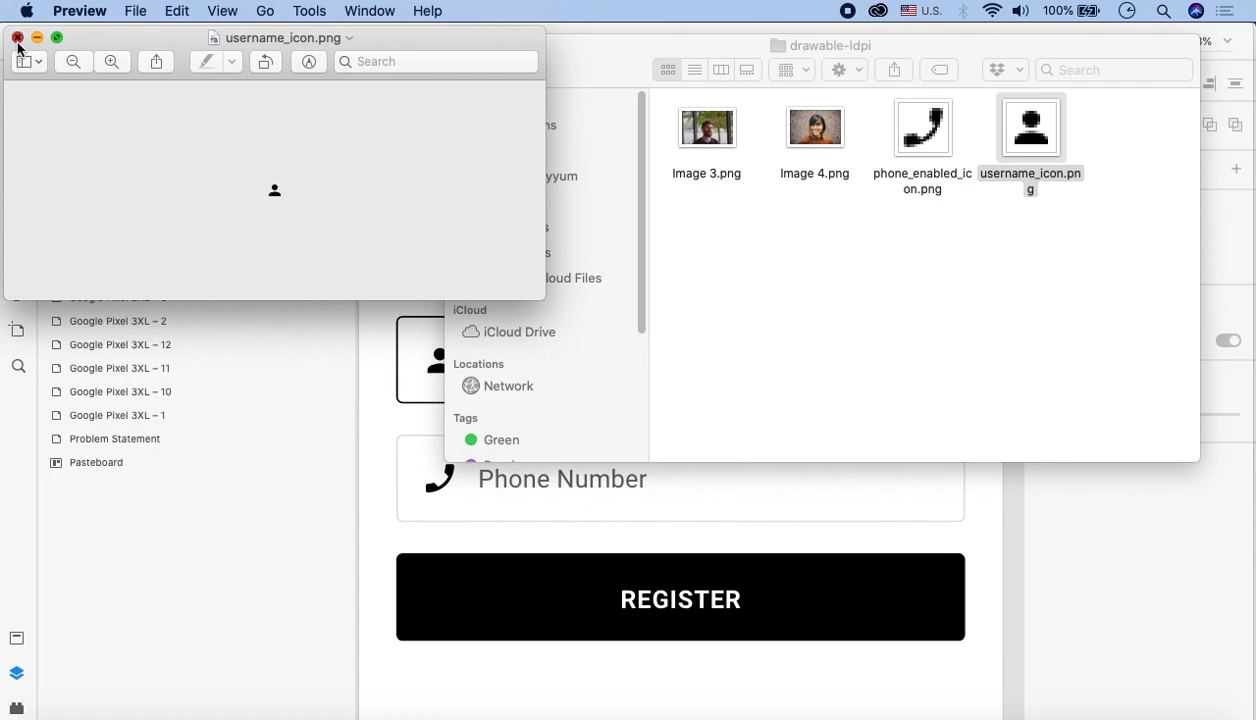 Preview File Edit View Go Tools Window Help U.S. 100%
username_icon.png
Search
drawable-ldpi
%
Search
ns
yyum
s
s
loud Files
iCloud
iCloud Drive
Locations
Network
Tags
Green
Image 3.png
Image 4.png
phone_enabled_ic
on.png
username_icon.pn
g
Google Pixel 3XL – 2
Google Pixel 3XL – 12
Google Pixel 3XL – 11
Google Pixel 3XL – 10
Google Pixel 3XL – 1
Problem Statement
Pasteboard
Phone Number
REGISTER